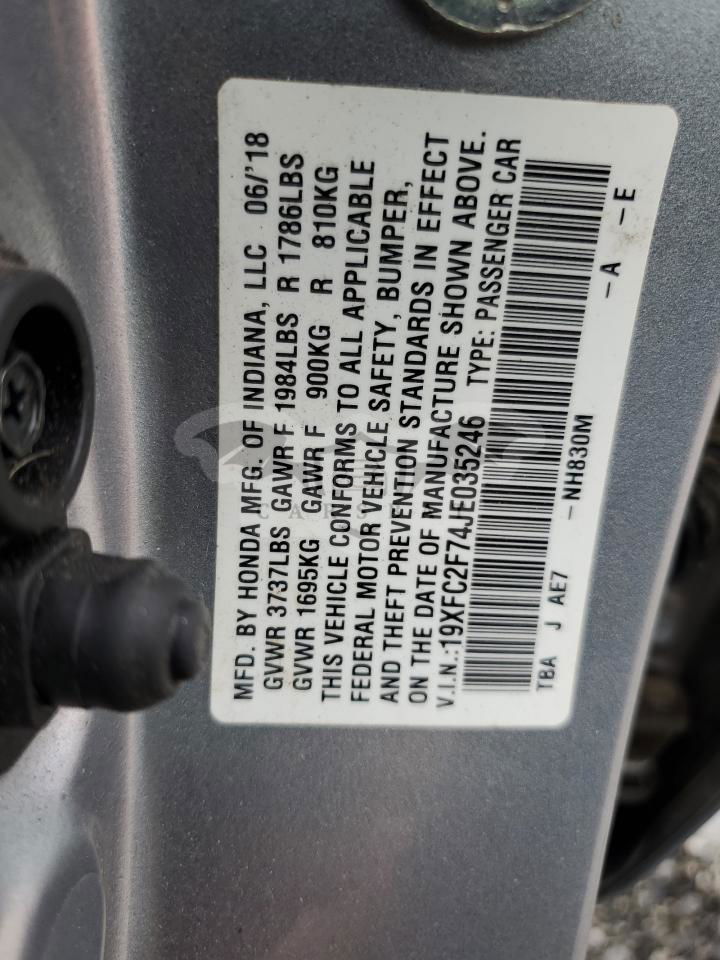 MFD. BY HONDA MFG. OF INDIANA, LLC 06/'18
GVWR 3737LBS GAWR F 1984LBS R 1786LBS
GVWR 1695KG GAWR F 900KG R 810KG
THIS VEHICLE CONFORMS TO ALL APPLICABLE
FEDERAL MOTOR VEHICLE SAFETY, BUMPER,
AND THEFT PREVENTION STANDARDS IN EFFECT
ON THE DATE OF MANUFACTURE SHOWN ABOVE.
V.I.N.:19XFC2F74JE035246 TYPE: PASSENGER CAR
TBA J AE7 -NH830M -A -E